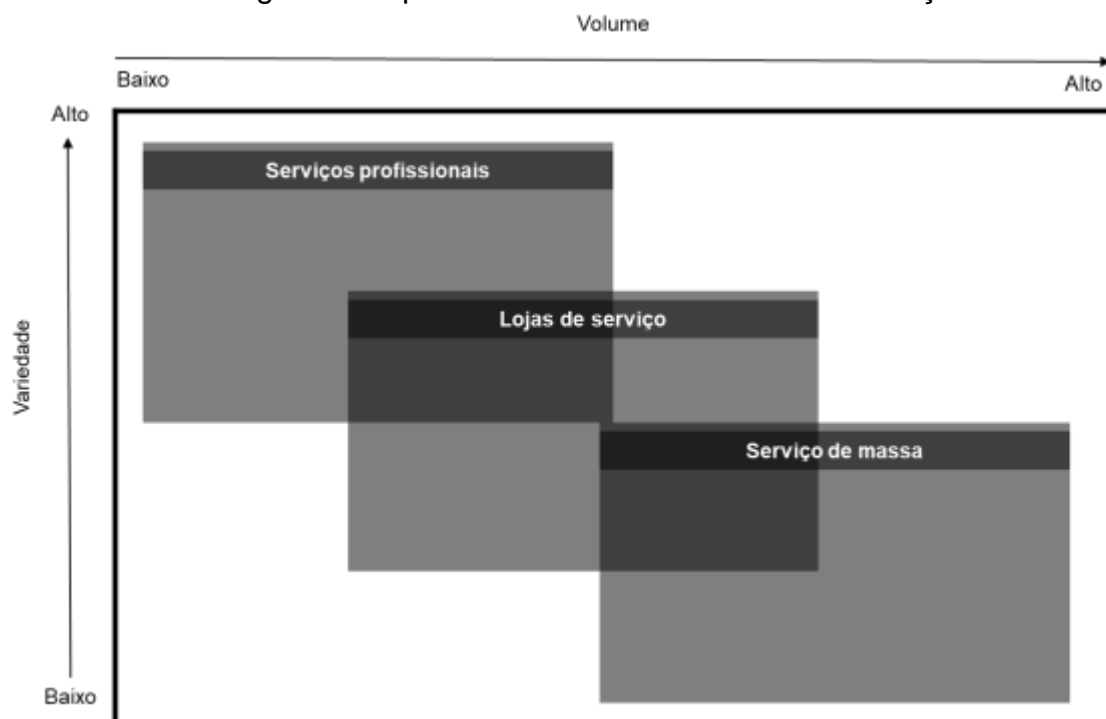 Volume
Baixo
Alto
Alto
Serviços profissionais
Lojas de serviço
Variedade
Serviço de massa
Baixo